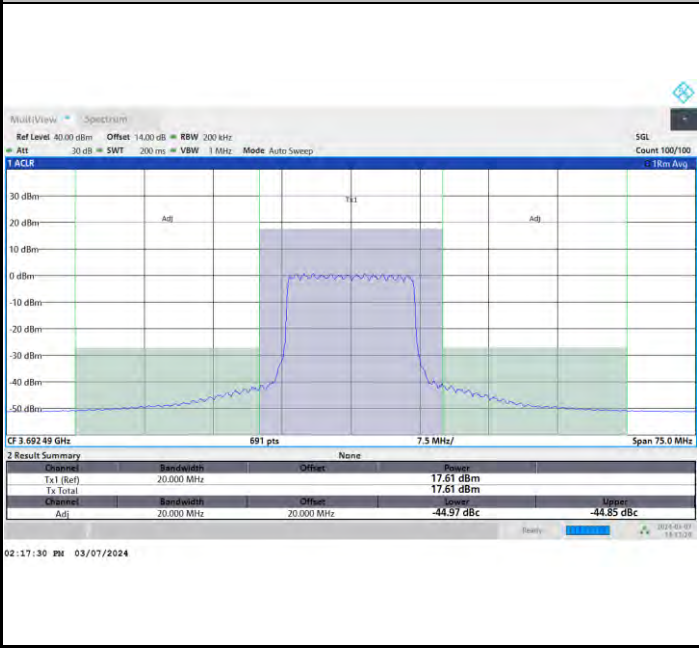 MultiView Spectrum
Ref Level 40.00 dBm Offset 14.00 dB RBW 200 kHz SGL
Att 30 dB SWT 200 ms VBW 1 MHz Mode Auto Sweep Count 100/100
1 ACLR 1Rm Avg
30 dBm
Tx1
20 dBm Adj Adj
10 dBm
0 dBm
-10 dBm
-20 dBm
-30 dBm
-40 dBm
-50 dBm
CF 3.692 49 GHz 691 pts 7.5 MHz/ Span 75.0 MHz
2 Result Summary None
Channel Bandwidth Offset Power
Tx1 (Ref) 20.000 MHz 17.61 dBm
Tx Total 17.61 dBm
Channel Bandwidth Offset Lower Upper
Adj 20.000 MHz 20.000 MHz -44.97 dBc -44.85 dBc
Ready
02:17:30 PM 03/07/2024